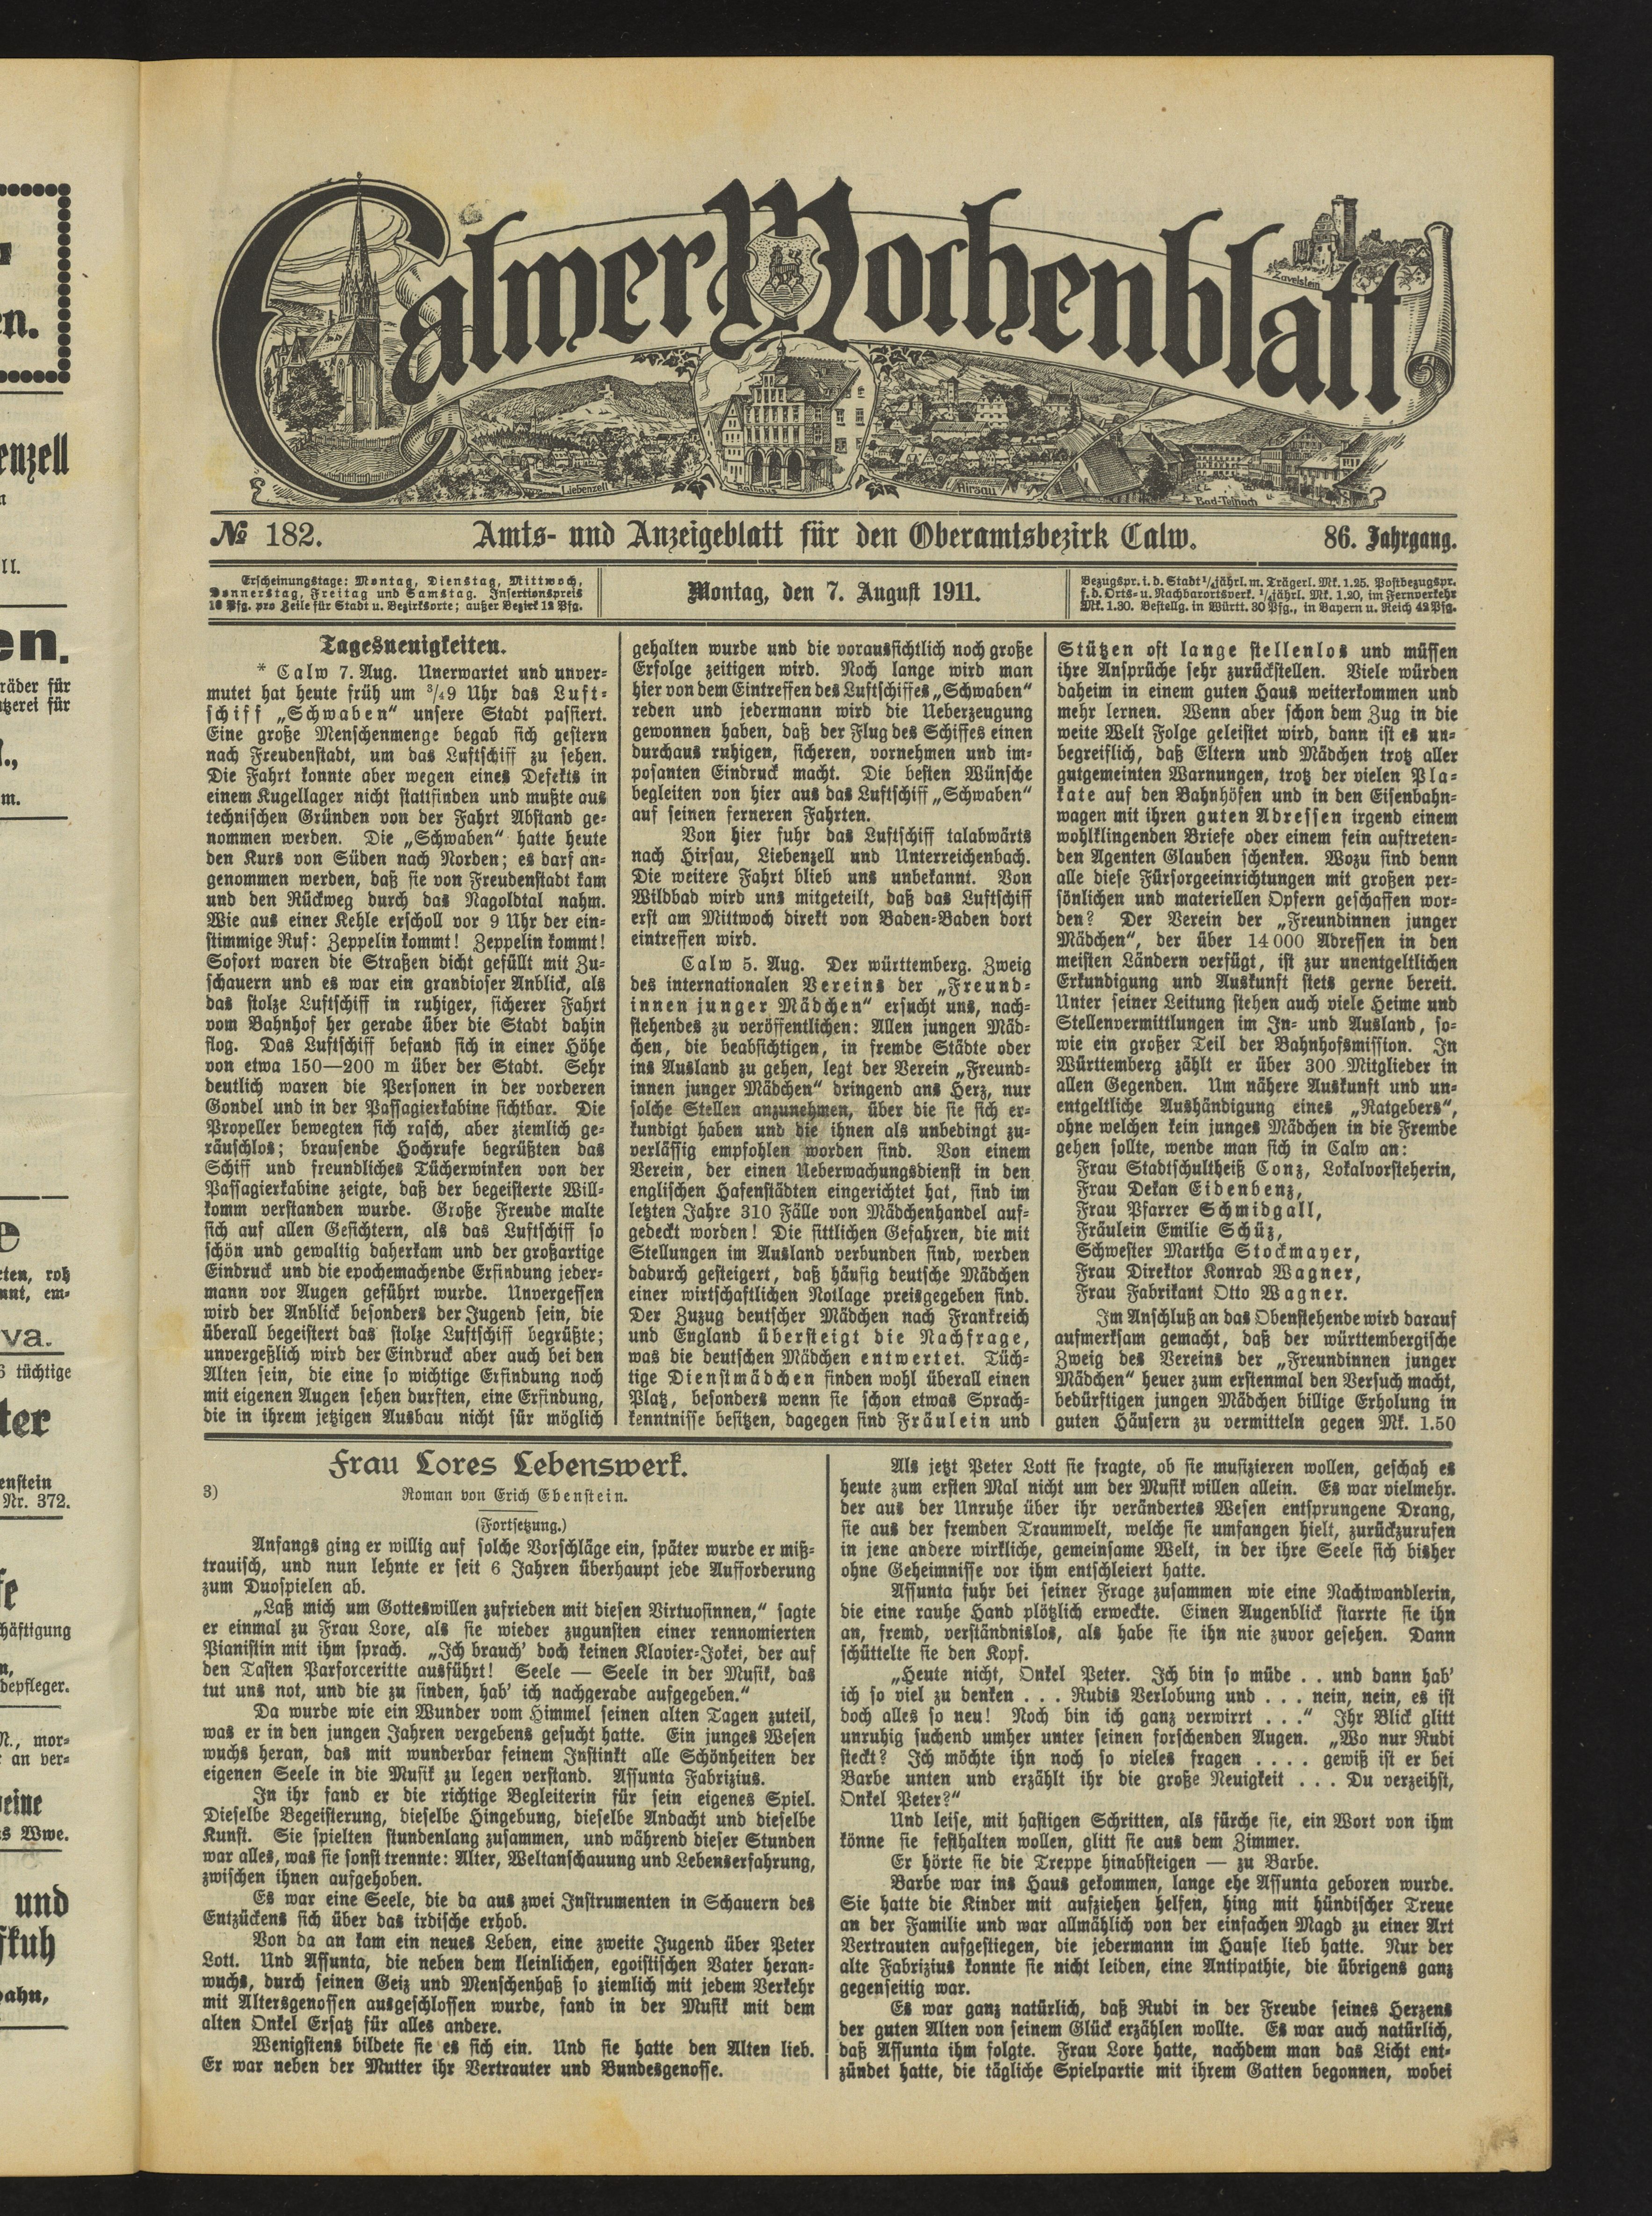 en.
enzell
ll.
en.
räder für
m.
eten, roh
va.
6 tüchtige
ter
enstein
Nr. 372.
häftigung
depfleger.
N., mor-
an ver-
eine
s Wwe.
und
pahn,
Calmer Wochenblatt
Zavelstein
Liebenzell
Rathaus
Hirsau
Bad-Teinach
№ 182.
Amts- und Anzeigeblatt für den Oberamtsbezirk Calw.
86. Jahrgang.
Erscheinungstage: Montag, Dienstag, Mittwoch,
Donnerstag, Freitag und Samstag. Insertionspreis
10 Pfg. pro Zeile für Stadt u. Bezirksorte; außer Bezirk 12 Pfg.
Montag, den 7. August 1911.
Bezugspr. i. d. Stadt ¼jährl. m. Trägerl. Mk. 1.25. Postbezugspr.
f. d. Orts- u. Nachbarortsverk. ¼jährl. Mk. 1.20, im Fernverkehr
Mk. 1.30. Bestellg. in Württ. 30 Pfg., in Bayern u. Reich 42 Pfg.
Tagesneuigkeiten.
* Calw 7. Aug. Unerwartet und unver-
mutet hat heute früh um ¾9 Uhr das Luft-
schiff „Schwaben“ unsere Stadt passiert.
Eine große Menschenmenge begab sich gestern
nach Freudenstadt, um das Luftschiff zu sehen.
Die Fahrt konnte aber wegen eines Defekts in
einem Kugellager nicht stattfinden und mußte aus
technischen Gründen von der Fahrt Abstand ge-
nommen werden. Die „Schwaben“ hatte heute
den Kurs von Süden nach Norden; es darf an-
genommen werden, daß sie von Freudenstadt kam
und den Rückweg durch das Nagoldtal nahm.
Wie aus einer Kehle erscholl vor 9 Uhr der ein-
stimmige Ruf: Zeppelin kommt! Zeppelin kommt!
Sofort waren die Straßen dicht gefüllt mit Zu-
schauern und es war ein grandioser Anblick, als
das stolze Luftschiff in ruhiger, sicherer Fahrt
vom Bahnhof her gerade über die Stadt dahin
flog. Das Luftschiff befand sich in einer Höhe
von etwa 150—200 m über der Stadt. Sehr
deutlich waren die Personen in der vorderen
Gondel und in der Passagierkabine sichtbar. Die
Propeller bewegten sich rasch, aber ziemlich ge-
räuschlos; brausende Hochrufe begrüßten das
Schiff und freundliches Tücherwinken von der
Passagierkabine zeigte, daß der begeisterte Will-
komm verstanden wurde. Große Freude malte
sich auf allen Gesichtern, als das Luftschiff so
schön und gewaltig daherkam und der großartige
Eindruck und die epochemachende Erfindung jeder-
mann vor Augen geführt wurde. Unvergessen
wird der Anblick besonders der Jugend sein, die
überall begeistert das stolze Luftschiff begrüßte;
unvergeßlich wird der Eindruck aber auch bei den
Alten sein, die eine so wichtige Erfindung noch
mit eigenen Augen sehen durften, eine Erfindung,
die in ihrem jetzigen Ausbau nicht für möglich
gehalten wurde und die voraussichtlich noch große
Erfolge zeitigen wird. Noch lange wird man
hier von dem Eintreffen des Luftschiffes „Schwaben“
reden und jedermann wird die Ueberzeugung
gewonnen haben, daß der Flug des Schiffes einen
durchaus ruhigen, sicheren, vornehmen und im-
posanten Eindruck macht. Die besten Wünsche
begleiten von hier aus das Luftschiff „Schwaben“
auf seinen ferneren Fahrten.
Von hier fuhr das Luftschiff talabwärts
nach Hirsau, Liebenzell und Unterreichenbach.
Die weitere Fahrt blieb uns unbekannt. Von
Wildbad wird uns mitgeteilt, daß das Luftschiff
erst am Mittwoch direkt von Baden-Baden dort
eintreffen wird.
Calw 5. Aug. Der württemberg. Zweig
des internationalen Vereins der „Freund-
innen junger Mädchen“ ersucht uns, nach-
stehendes zu veröffentlichen: Allen jungen Mäd-
chen, die beabsichtigen, in fremde Städte oder
ins Ausland zu gehen, legt der Verein „Freund-
innen junger Mädchen“ dringend ans Herz, nur
solche Stellen anzunehmen, über die sie sich er-
kundigt haben und die ihnen als unbedingt zu-
verlässig empfohlen worden sind. Von einem
Verein, der einen Ueberwachungsdienst in den
englischen Hafenstädten eingerichtet hat, sind im
letzten Jahre 310 Fälle von Mädchenhandel auf-
gedeckt worden! Die sittlichen Gefahren, die mit
Stellungen im Ausland verbunden sind, werden
dadurch gesteigert, daß häufig deutsche Mädchen
einer wirtschaftlichen Notlage preisgegeben sind.
Der Zuzug deutscher Mädchen nach Frankreich
und England übersteigt die Nachfrage,
was die deutschen Mädchen entwertet. Tüch-
tige Dienstmädchen finden wohl überall einen
Platz, besonders wenn sie schon etwas Sprach-
kenntnisse besitzen, dagegen sind Fräulein und
Stützen oft lange stellenlos und müssen
ihre Ansprüche sehr zurückstellen. Viele würden
daheim in einem guten Haus weiterkommen und
mehr lernen. Wenn aber schon dem Zug in die
weite Welt Folge geleistet wird, dann ist es un-
begreiflich, daß Eltern und Mädchen trotz aller
gutgemeinten Warnungen, trotz der vielen Pla-
kate auf den Bahnhöfen und in den Eisenbahn-
wagen mit ihren guten Adressen irgend einem
wohlklingenden Briefe oder einem fein auftreten-
den Agenten Glauben schenken. Wozu sind denn
alle diese Fürsorgeeinrichtungen mit großen per-
sönlichen und materiellen Opfern geschaffen wor-
den? Der Verein der „Freundinnen junger
Mädchen“, der über 14000 Adressen in den
meisten Ländern verfügt, ist zur unentgeltlichen
Erkundigung und Auskunft stets gerne bereit.
Unter seiner Leitung stehen auch viele Heime und
Stellenvermittlungen im In- und Ausland, so-
wie ein großer Teil der Bahnhofsmission. In
Württemberg zählt er über 300 Mitglieder in
allen Gegenden. Um nähere Auskunft und un-
entgeltliche Aushändigung eines „Ratgebers“,
ohne welchen kein junges Mädchen in die Fremde
gehen sollte, wende man sich in Calw an:
Frau Stadtschultheiß Conz, Lokalvorsteherin,
Frau Dekan Eidenbenz,
Frau Pfarrer Schmidgall,
Fräulein Emilie Schüz,
Schwester Martha Stockmayer,
Frau Direktor Konrad Wagner,
Frau Fabrikant Otto Wagner.
Im Anschluß an das Obenstehende wird darauf
aufmerksam gemacht, daß der württembergische
Zweig des Vereins der „Freundinnen junger
Mädchen“ heuer zum erstenmal den Versuch macht,
bedürftigen jungen Mädchen billige Erholung in
guten Häusern zu vermitteln gegen Mk. 1.50
Frau Lores Lebenswerk.
3) Roman von Erich Ebenstein.
(Fortsetzung.)
Anfangs ging er willig auf solche Vorschläge ein, später wurde er miß-
trauisch, und nun lehnte er seit 6 Jahren überhaupt jede Aufforderung
zum Duospielen ab.
„Laß mich um Gotteswillen zufrieden mit diesen Virtuosinnen,“ sagte
er einmal zu Frau Lore, als sie wieder zugunsten einer rennomierten
Pianistin mit ihm sprach. „Ich brauch' doch keinen Klavier-Jokei, der auf
den Tasten Parforceritte ausführt! Seele — Seele in der Musik, das
tut uns not, und die zu finden, hab' ich nachgerade aufgegeben.“
Da wurde wie ein Wunder vom Himmel seinen alten Tagen zuteil,
was er in den jungen Jahren vergebens gesucht hatte. Ein junges Wesen
wuchs heran, das mit wunderbar feinem Instinkt alle Schönheiten der
eigenen Seele in die Musik zu legen verstand. Assunta Fabrizius.
In ihr fand er die richtige Begleiterin für sein eigenes Spiel.
Dieselbe Begeisterung, dieselbe Hingebung, dieselbe Andacht und dieselbe
Kunst. Sie spielten stundenlang zusammen, und während dieser Stunden
war alles, was sie sonst trennte: Alter, Weltanschauung und Lebenserfahrung,
zwischen ihnen aufgehoben.
Es war eine Seele, die da aus zwei Instrumenten in Schauern des
Entzückens sich über das irdische erhob.
Von da an kam ein neues Leben, eine zweite Jugend über Peter
Lott. Und Assunta, die neben dem kleinlichen, egoistischen Vater heran-
wuchs, durch seinen Geiz und Menschenhaß so ziemlich mit jedem Verkehr
mit Altersgenossen ausgeschlossen wurde, fand in der Musik mit dem
alten Onkel Ersatz für alles andere.
Wenigstens bildete sie es sich ein. Und sie hatte den Alten lieb.
Er war neben der Mutter ihr Vertrauter und Bundesgenosse.
Als jetzt Peter Lott sie fragte, ob sie musizieren wollen, geschah es
heute zum ersten Mal nicht um der Musik willen allein. Es war vielmehr.
der aus der Unruhe über ihr verändertes Wesen entsprungene Drang,
sie aus der fremden Traumwelt, welche sie umfangen hielt, zurückzurufen
in jene andere wirkliche, gemeinsame Welt, in der ihre Seele sich bisher
ohne Geheimnisse vor ihm entschleiert hatte.
Assunta fuhr bei seiner Frage zusammen wie eine Nachtwandlerin,
die eine rauhe Hand plötzlich erweckte. Einen Augenblick starrte sie ihn
an, fremd, verständnislos, als habe sie ihn nie zuvor gesehen. Dann
schüttelte sie den Kopf.
„Heute nicht, Onkel Peter. Ich bin so müde . . und dann hab'
ich so viel zu denken . . . Rudis Verlobung und . . . nein, nein, es ist
doch alles so neu! Noch bin ich ganz verwirrt . . .“ Ihr Blick glitt
unruhig suchend umher unter seinen forschenden Augen. „Wo nur Rudi
steckt? Ich möchte ihn noch so vieles fragen . . . . gewiß ist er bei
Barbe unten und erzählt ihr die große Neuigkeit . . . Du verzeihst,
Onkel Peter?“
Und leise, mit hastigen Schritten, als fürche sie, ein Wort von ihm
könne sie festhalten wollen, glitt sie aus dem Zimmer.
Er hörte sie die Treppe hinabsteigen — zu Barbe.
Barbe war ins Haus gekommen, lange ehe Assunta geboren wurde.
Sie hatte die Kinder mit aufziehen helfen, hing mit hündischer Treue
an der Familie und war allmählich von der einfachen Magd zu einer Art
Vertrauten aufgestiegen, die jedermann im Hause lieb hatte. Nur der
alte Fabrizius konnte sie nicht leiden, eine Antipathie, die übrigens ganz
gegenseitig war.
Es war ganz natürlich, daß Rudi in der Freude seines Herzens
der guten Alten von seinem Glück erzählen wollte. Es war auch natürlich,
daß Assunta ihm folgte. Frau Lore hatte, nachdem man das Licht ent-
zündet hatte, die tägliche Spielpartie mit ihrem Gatten begonnen, wobei